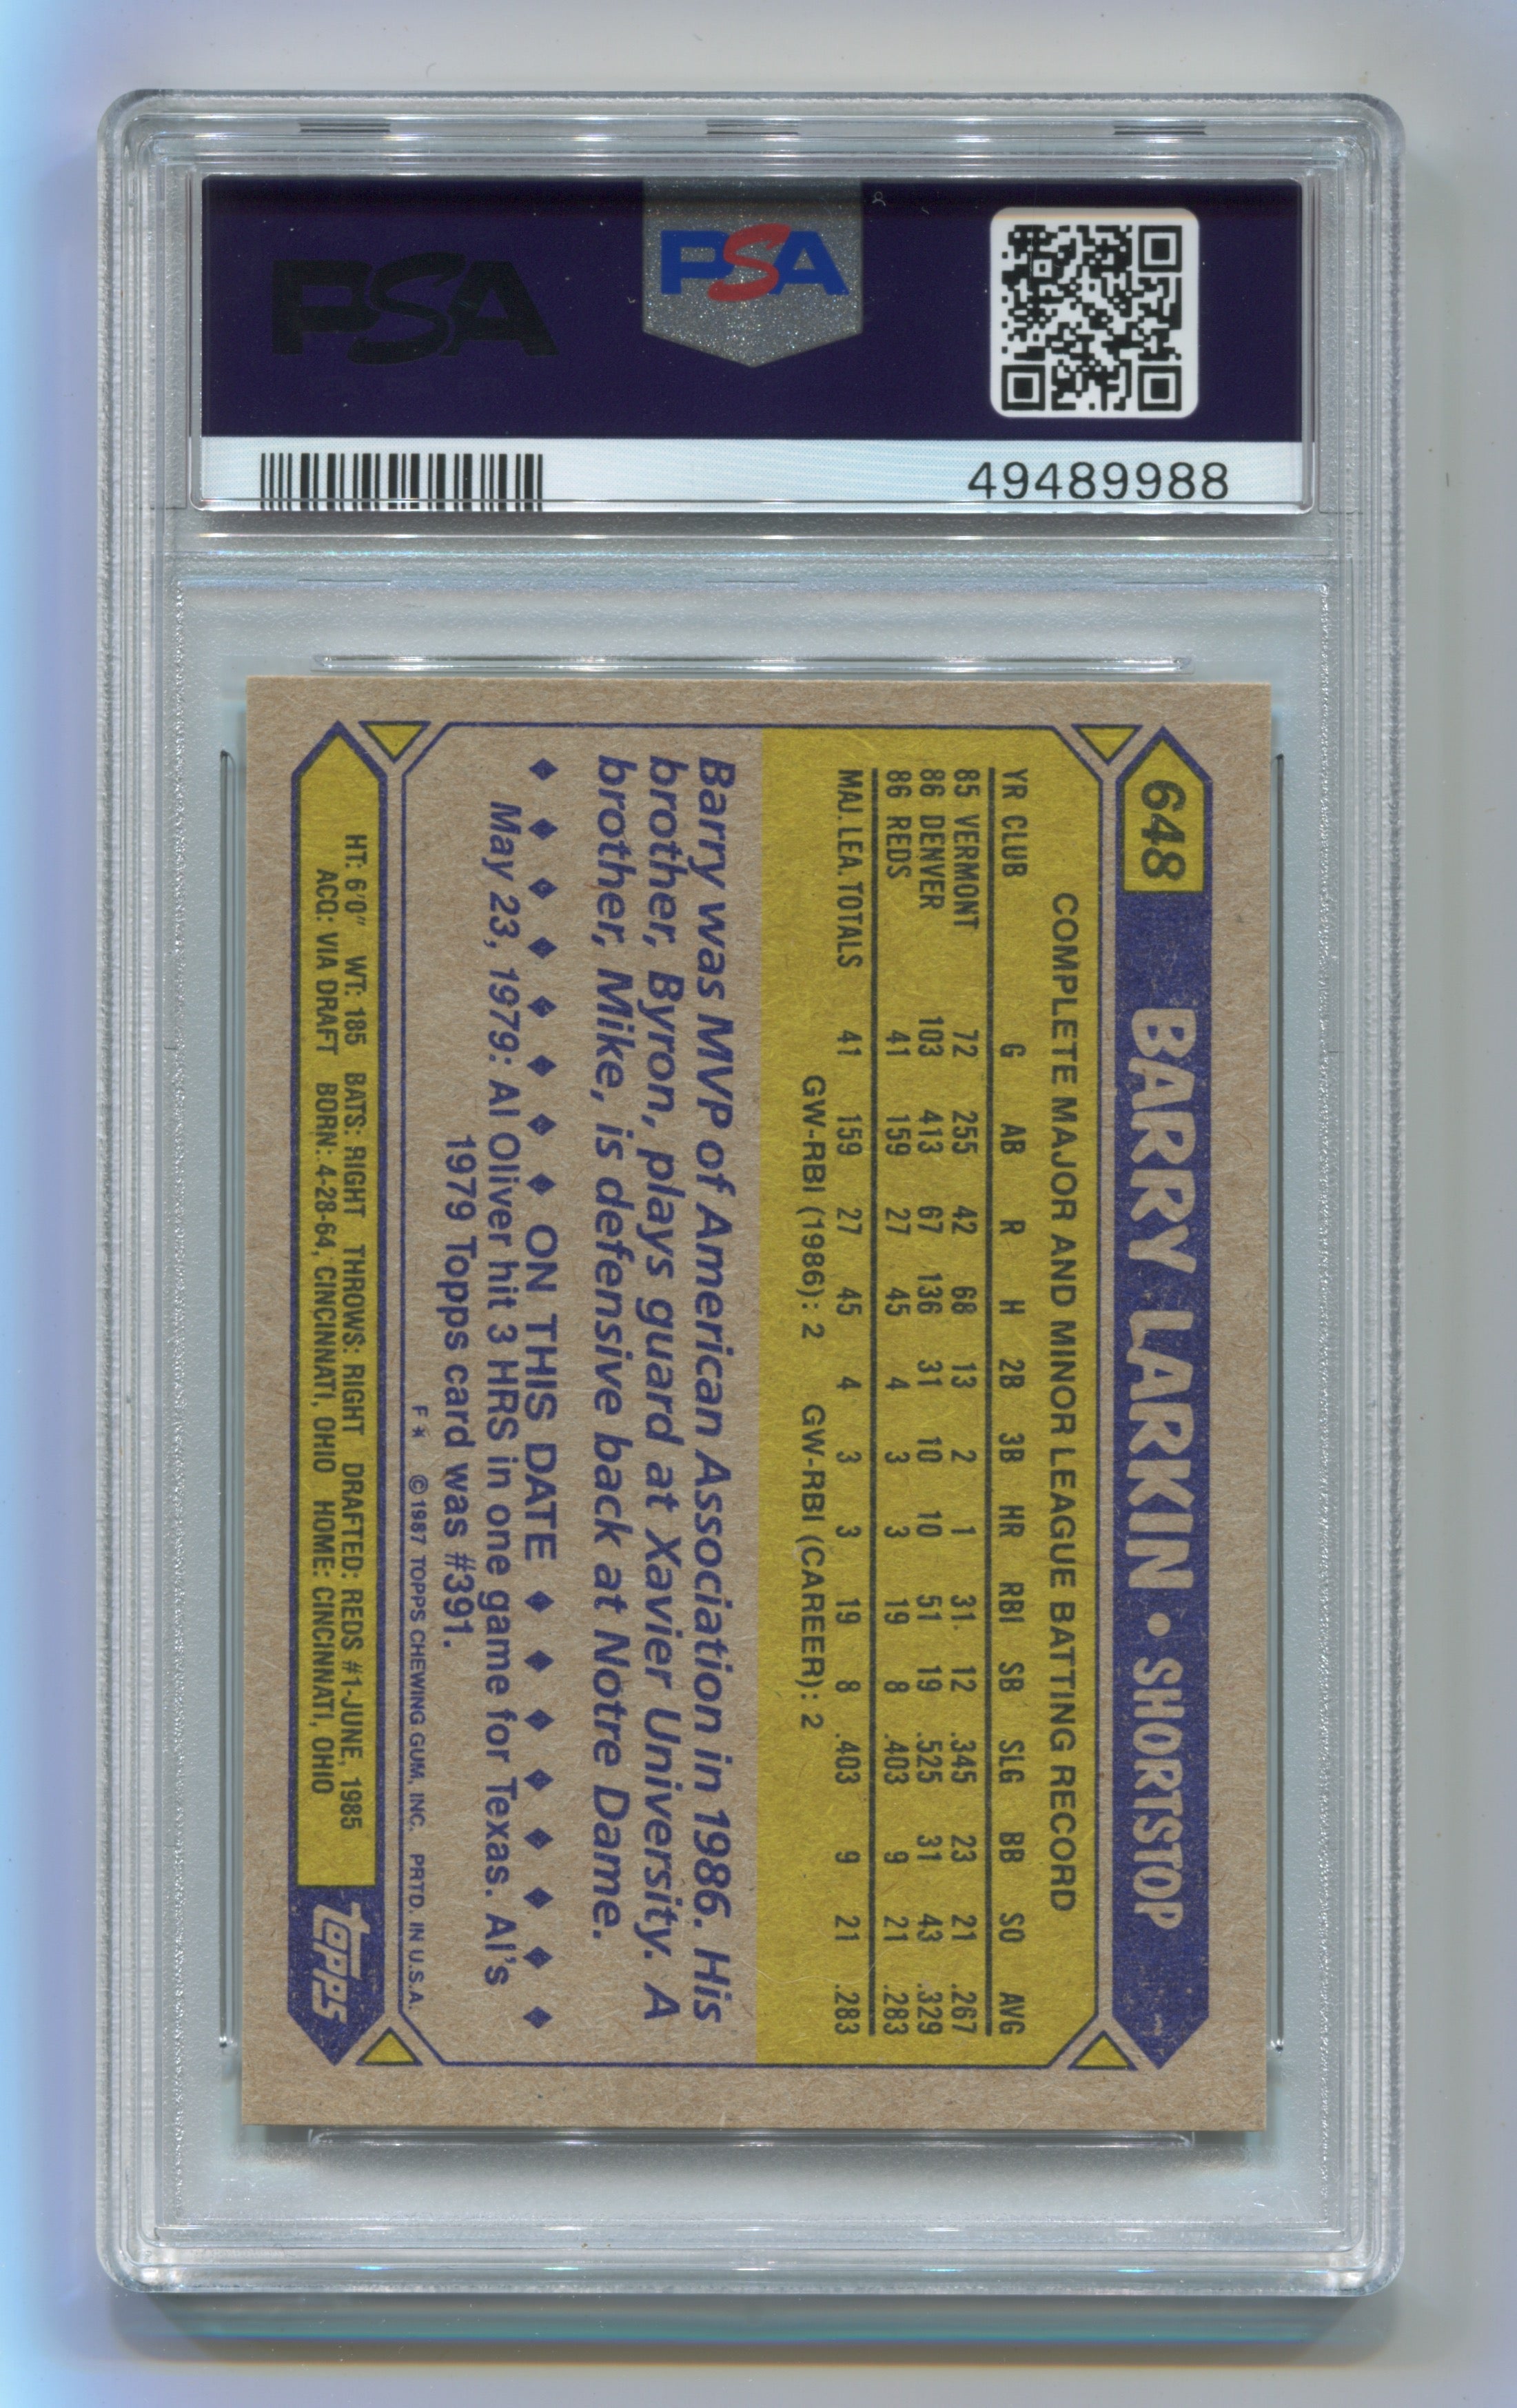 PSA
PSA
49489988
648
BARRY LARKIN • SHORTSTOP
COMPLETE MAJOR AND MINOR LEAGUE BATTING RECORD
YR CLUB G AB R H 2B 3B HR RBI SB SLG BB SO AVG
85 VERMONT 72 255 42 68 13 2 1 31 12 .345 23 21 .267
86 DENVER 103 413 67 136 31 10 10 51 19 .525 31 43 .329
86 REDS 41 159 27 45 4 3 3 19 8 .403 9 21 .283
MAJ. LEA. TOTALS 41 159 27 45 4 3 3 19 8 .403 9 21 .283
GW-RBI (1986): 2 GW-RBI (CAREER): 2
Barry was MVP of American Association in 1986. His
brother, Byron, plays guard at Xavier University. A
brother, Mike, is defensive back at Notre Dame.
ON THIS DATE
May 23, 1979: Al Oliver hit 3 HRS in one game for Texas. Al's
1979 Topps card was #391.
F* ©1987 TOPPS CHEWING GUM, INC. PRTD. IN U.S.A.
HT: 6'0" WT: 185 BATS: RIGHT THROWS: RIGHT DRAFTED: REDS #1-JUNE, 1985
ACQ: VIA DRAFT BORN: 4-28-64, CINCINNATI, OHIO HOME: CINCINNATI, OHIO
topps